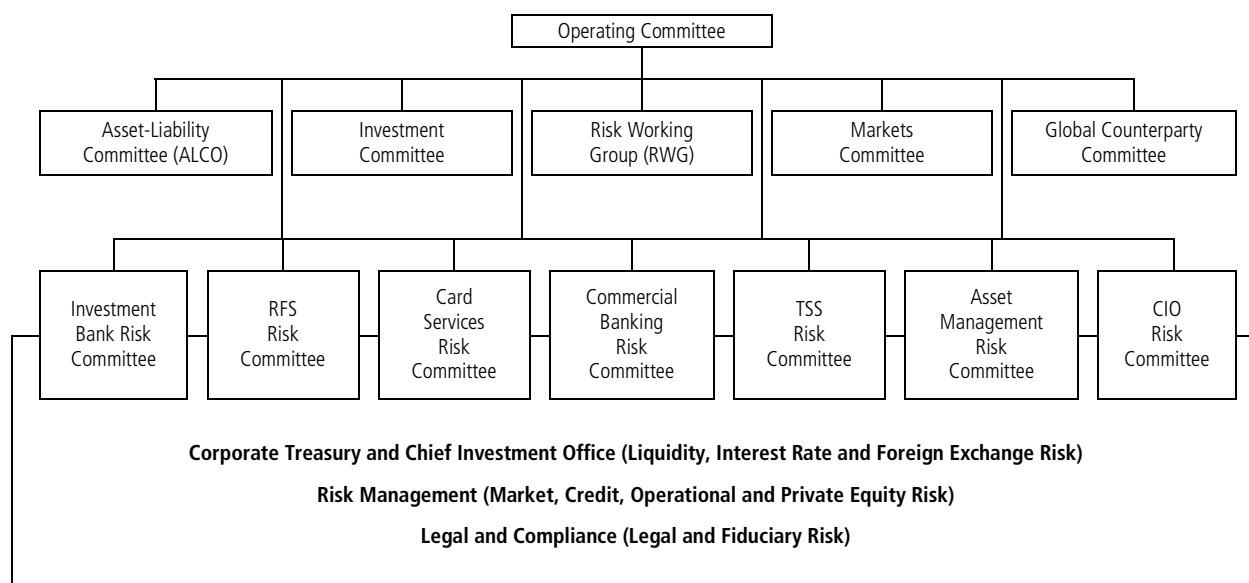 Operating Committee
Asset-Liability
Committee (ALCO)
Investment
Committee
Risk Working
Group (RWG)
Markets
Committee
Global Counterparty
Committee
Investment
Bank Risk
Committee
RFS
Risk
Committee
Card
Services
Risk
Committee
Commercial
Banking
Risk
Committee
TSS
Risk
Committee
Asset
Management
Risk
Committee
CIO
Risk
Committee
Corporate Treasury and Chief Investment Office (Liquidity, Interest Rate and Foreign Exchange Risk)
Risk Management (Market, Credit, Operational and Private Equity Risk)
Legal and Compliance (Legal and Fiduciary Risk)